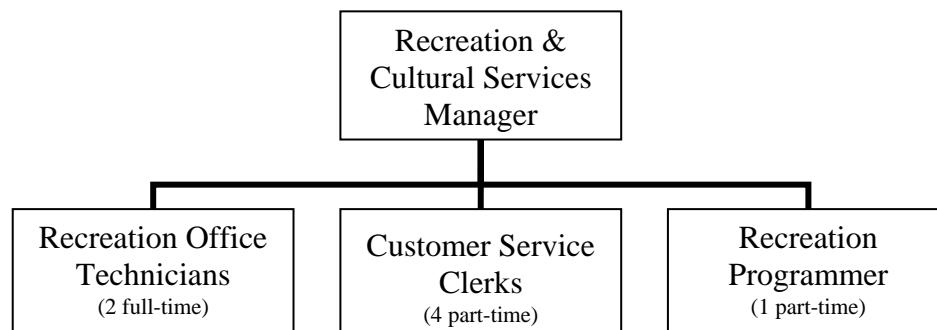 Recreation &
Cultural Services
Manager
Recreation Office
Technicians
(2 full-time)
Customer Service
Clerks
(4 part-time)
Recreation
Programmer
(1 part-time)